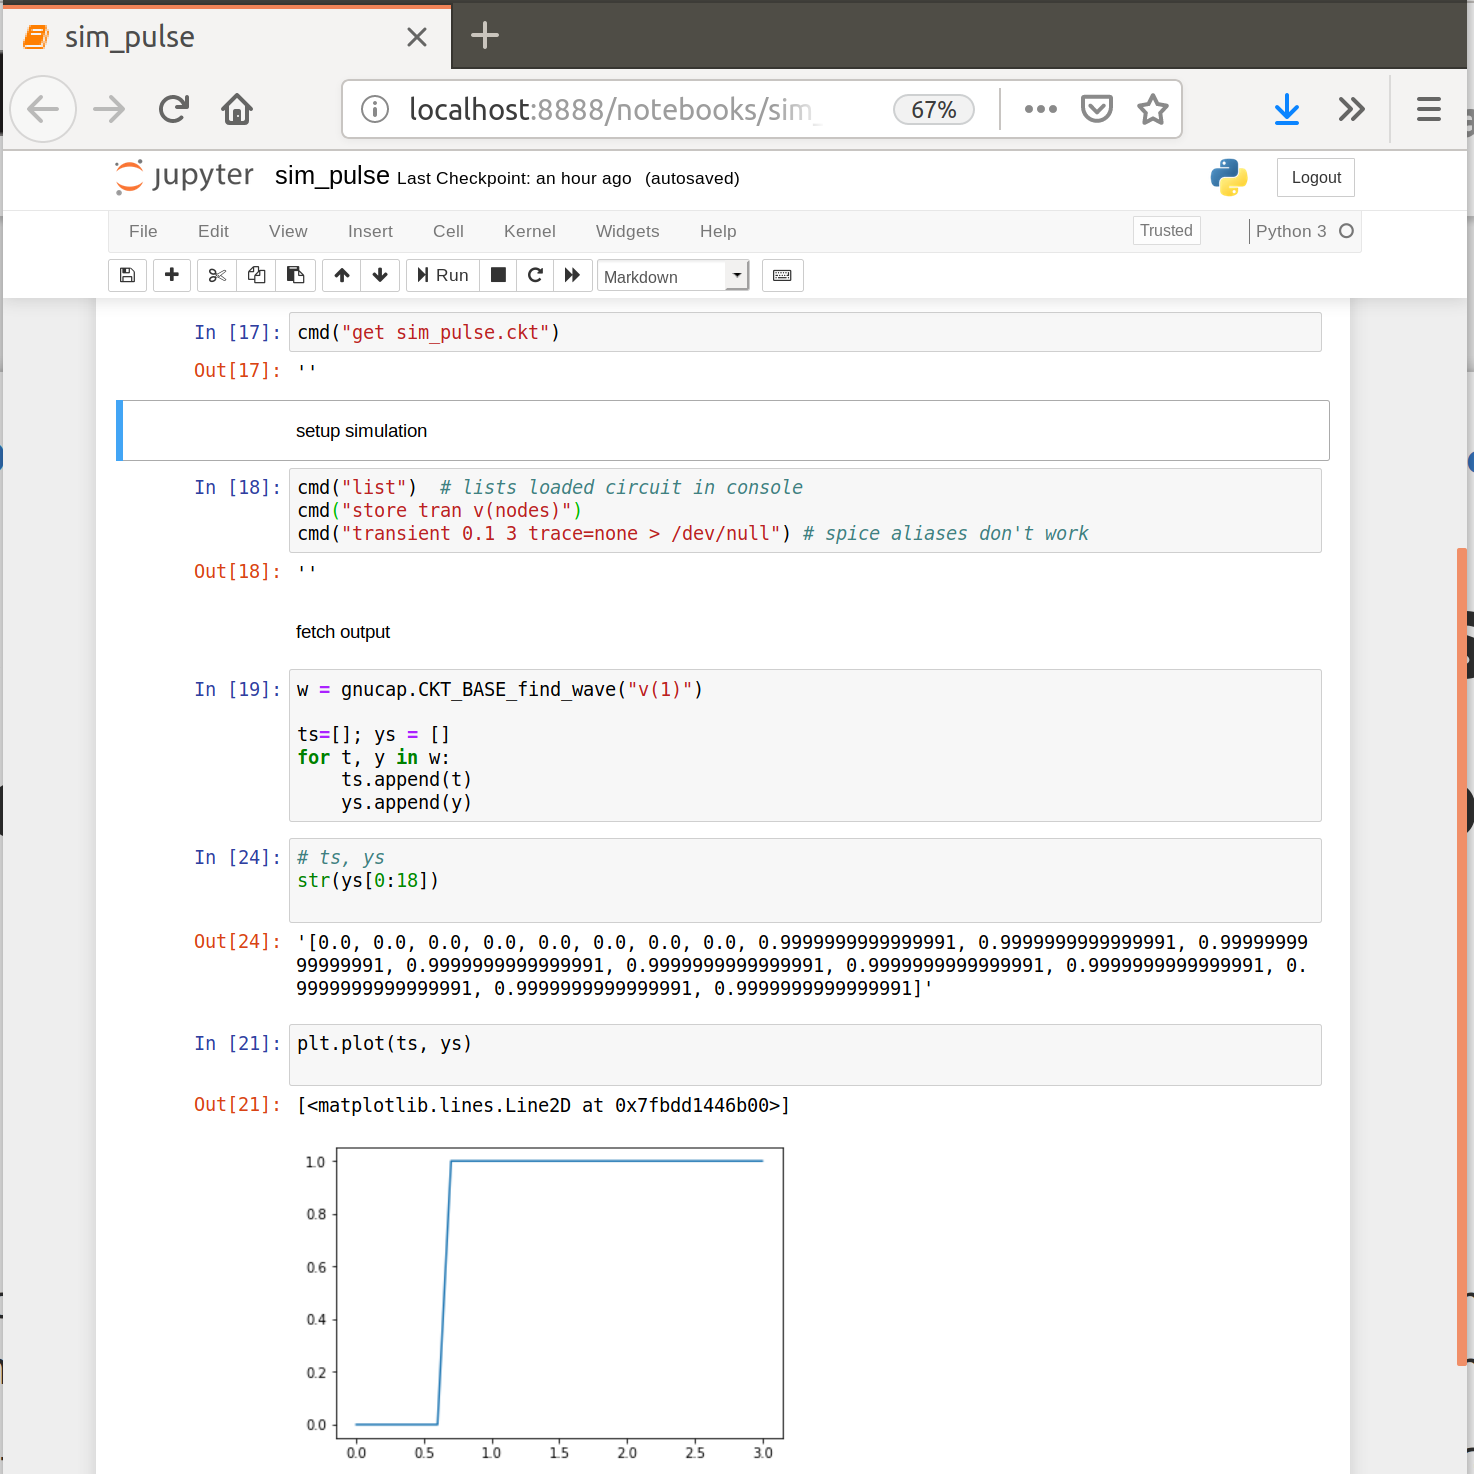 sim_pulse
localhost:8888/notebooks/sim_ 67%
jupyter sim_pulse Last Checkpoint: an hour ago (autosaved) Logout
File Edit View Insert Cell Kernel Widgets Help Trusted Python 3
Run Markdown
In [17]: cmd("get sim_pulse.ckt")
Out[17]: ''
setup simulation
In [18]: cmd("list")  # lists loaded circuit in console
cmd("store tran v(nodes)")
cmd("transient 0.1 3 trace=none > /dev/null") # spice aliases don't work
Out[18]: ''
fetch output
In [19]: w = gnucap.CKT_BASE_find_wave("v(1)")
ts=[]; ys = []
for t, y in w:
    ts.append(t)
    ys.append(y)
In [24]: # ts, ys
str(ys[0:18])
Out[24]: '[0.0, 0.0, 0.0, 0.0, 0.0, 0.0, 0.0, 0.0, 0.9999999999999991, 0.9999999999999991, 0.99999999
99999991, 0.9999999999999991, 0.9999999999999991, 0.9999999999999991, 0.9999999999999991, 0.
9999999999999991, 0.9999999999999991, 0.9999999999999991]'
In [21]: plt.plot(ts, ys)
Out[21]: [<matplotlib.lines.Line2D at 0x7fbdd1446b00>]
1.0
0.8
0.6
0.4
0.2
0.0
0.0 0.5 1.0 1.5 2.0 2.5 3.0